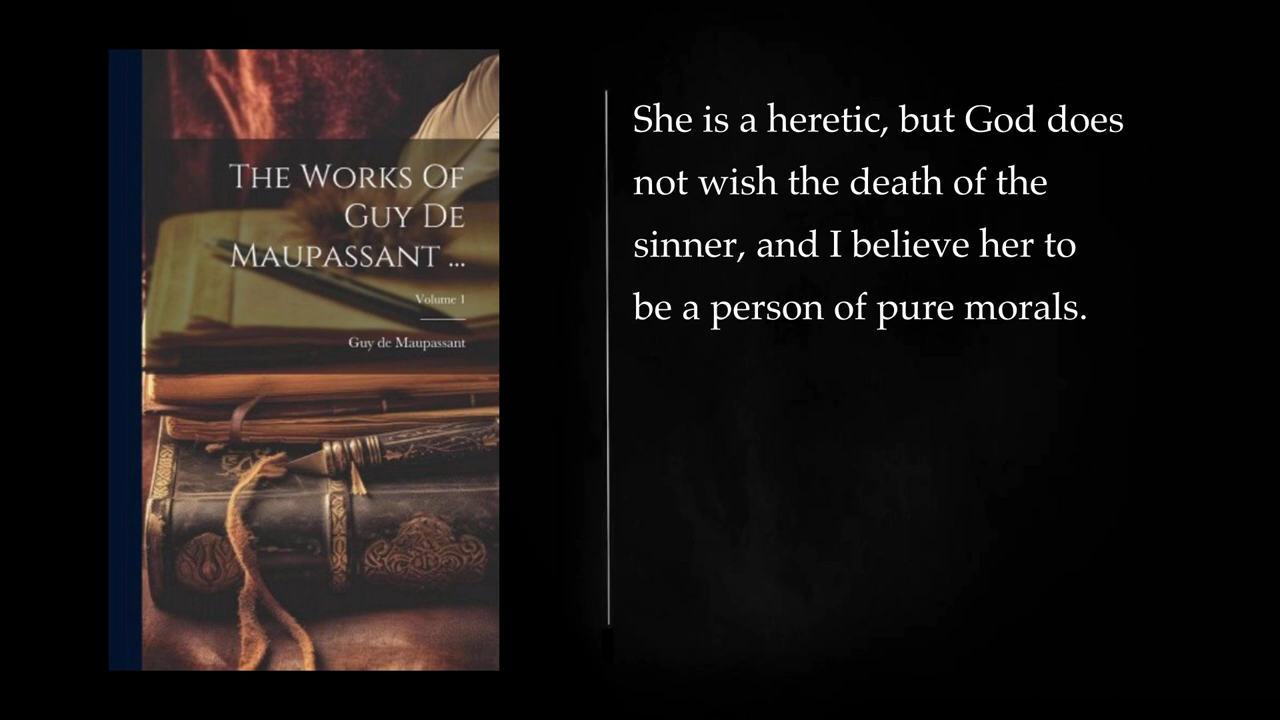 The Works Of
Guy De
Maupassant ...
Volume 1
Guy de Maupassant
She is a heretic, but God does
not wish the death of the
sinner, and I believe her to
be a person of pure morals.